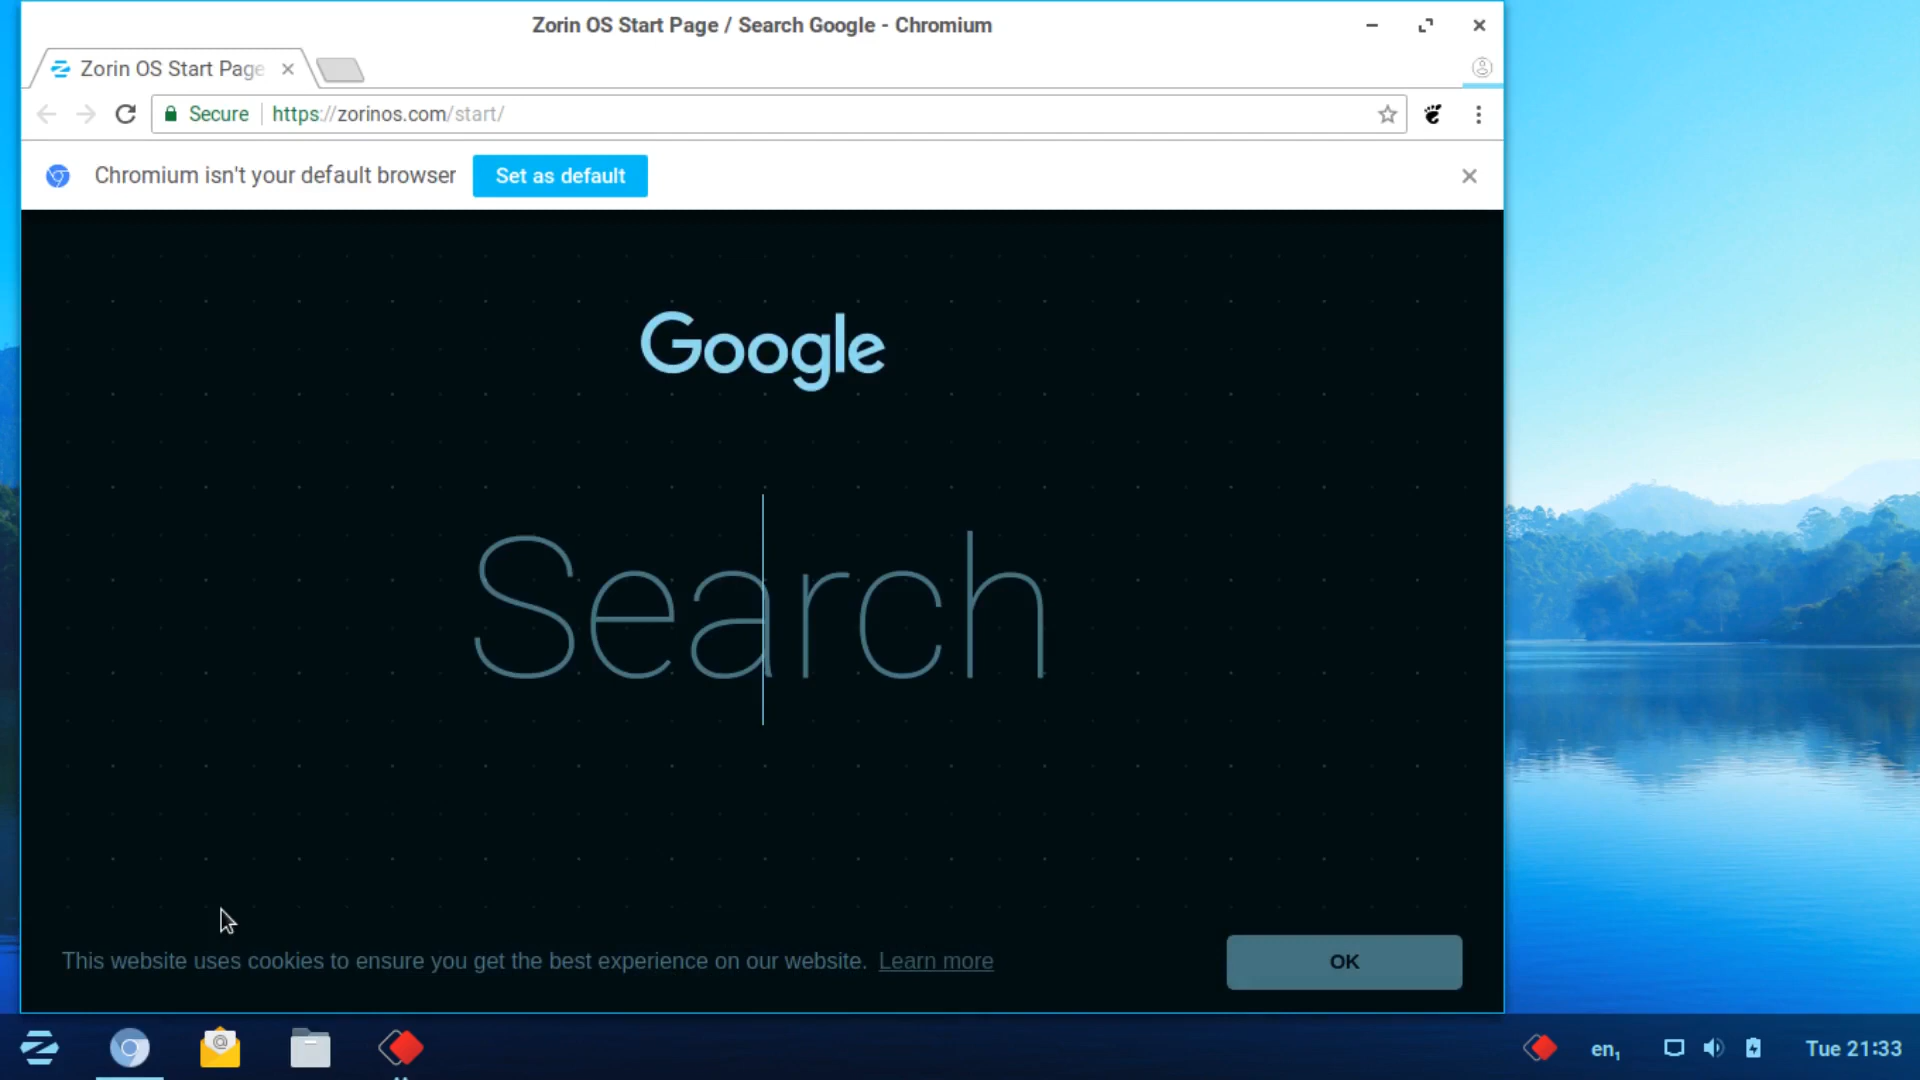 Zorin OS Start Page / Search Google - Chromium
Zorin OS Start Page
Secure https://zorinos.com/start/
Chromium isn't your default browser Set as default
Google
Search
This website uses cookies to ensure you get the best experience on our website. Learn more
OK
en1 Tue 21:33